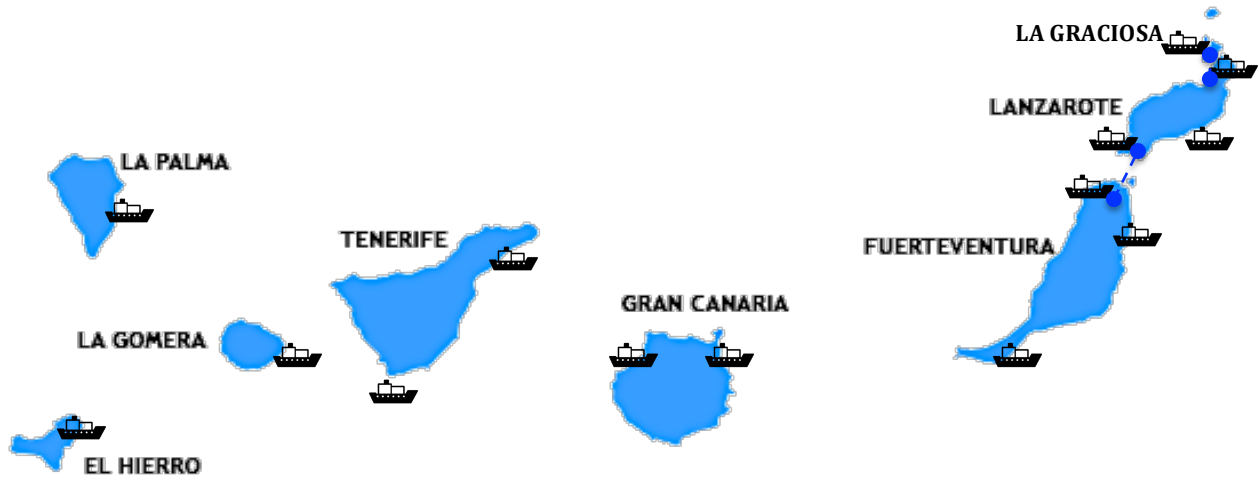 LA GRACIOSA
LANZAROTE
LA PALMA
TENERIFE
FUERTEVENTURA
GRAN CANARIA
LA GOMERA
EL HIERRO